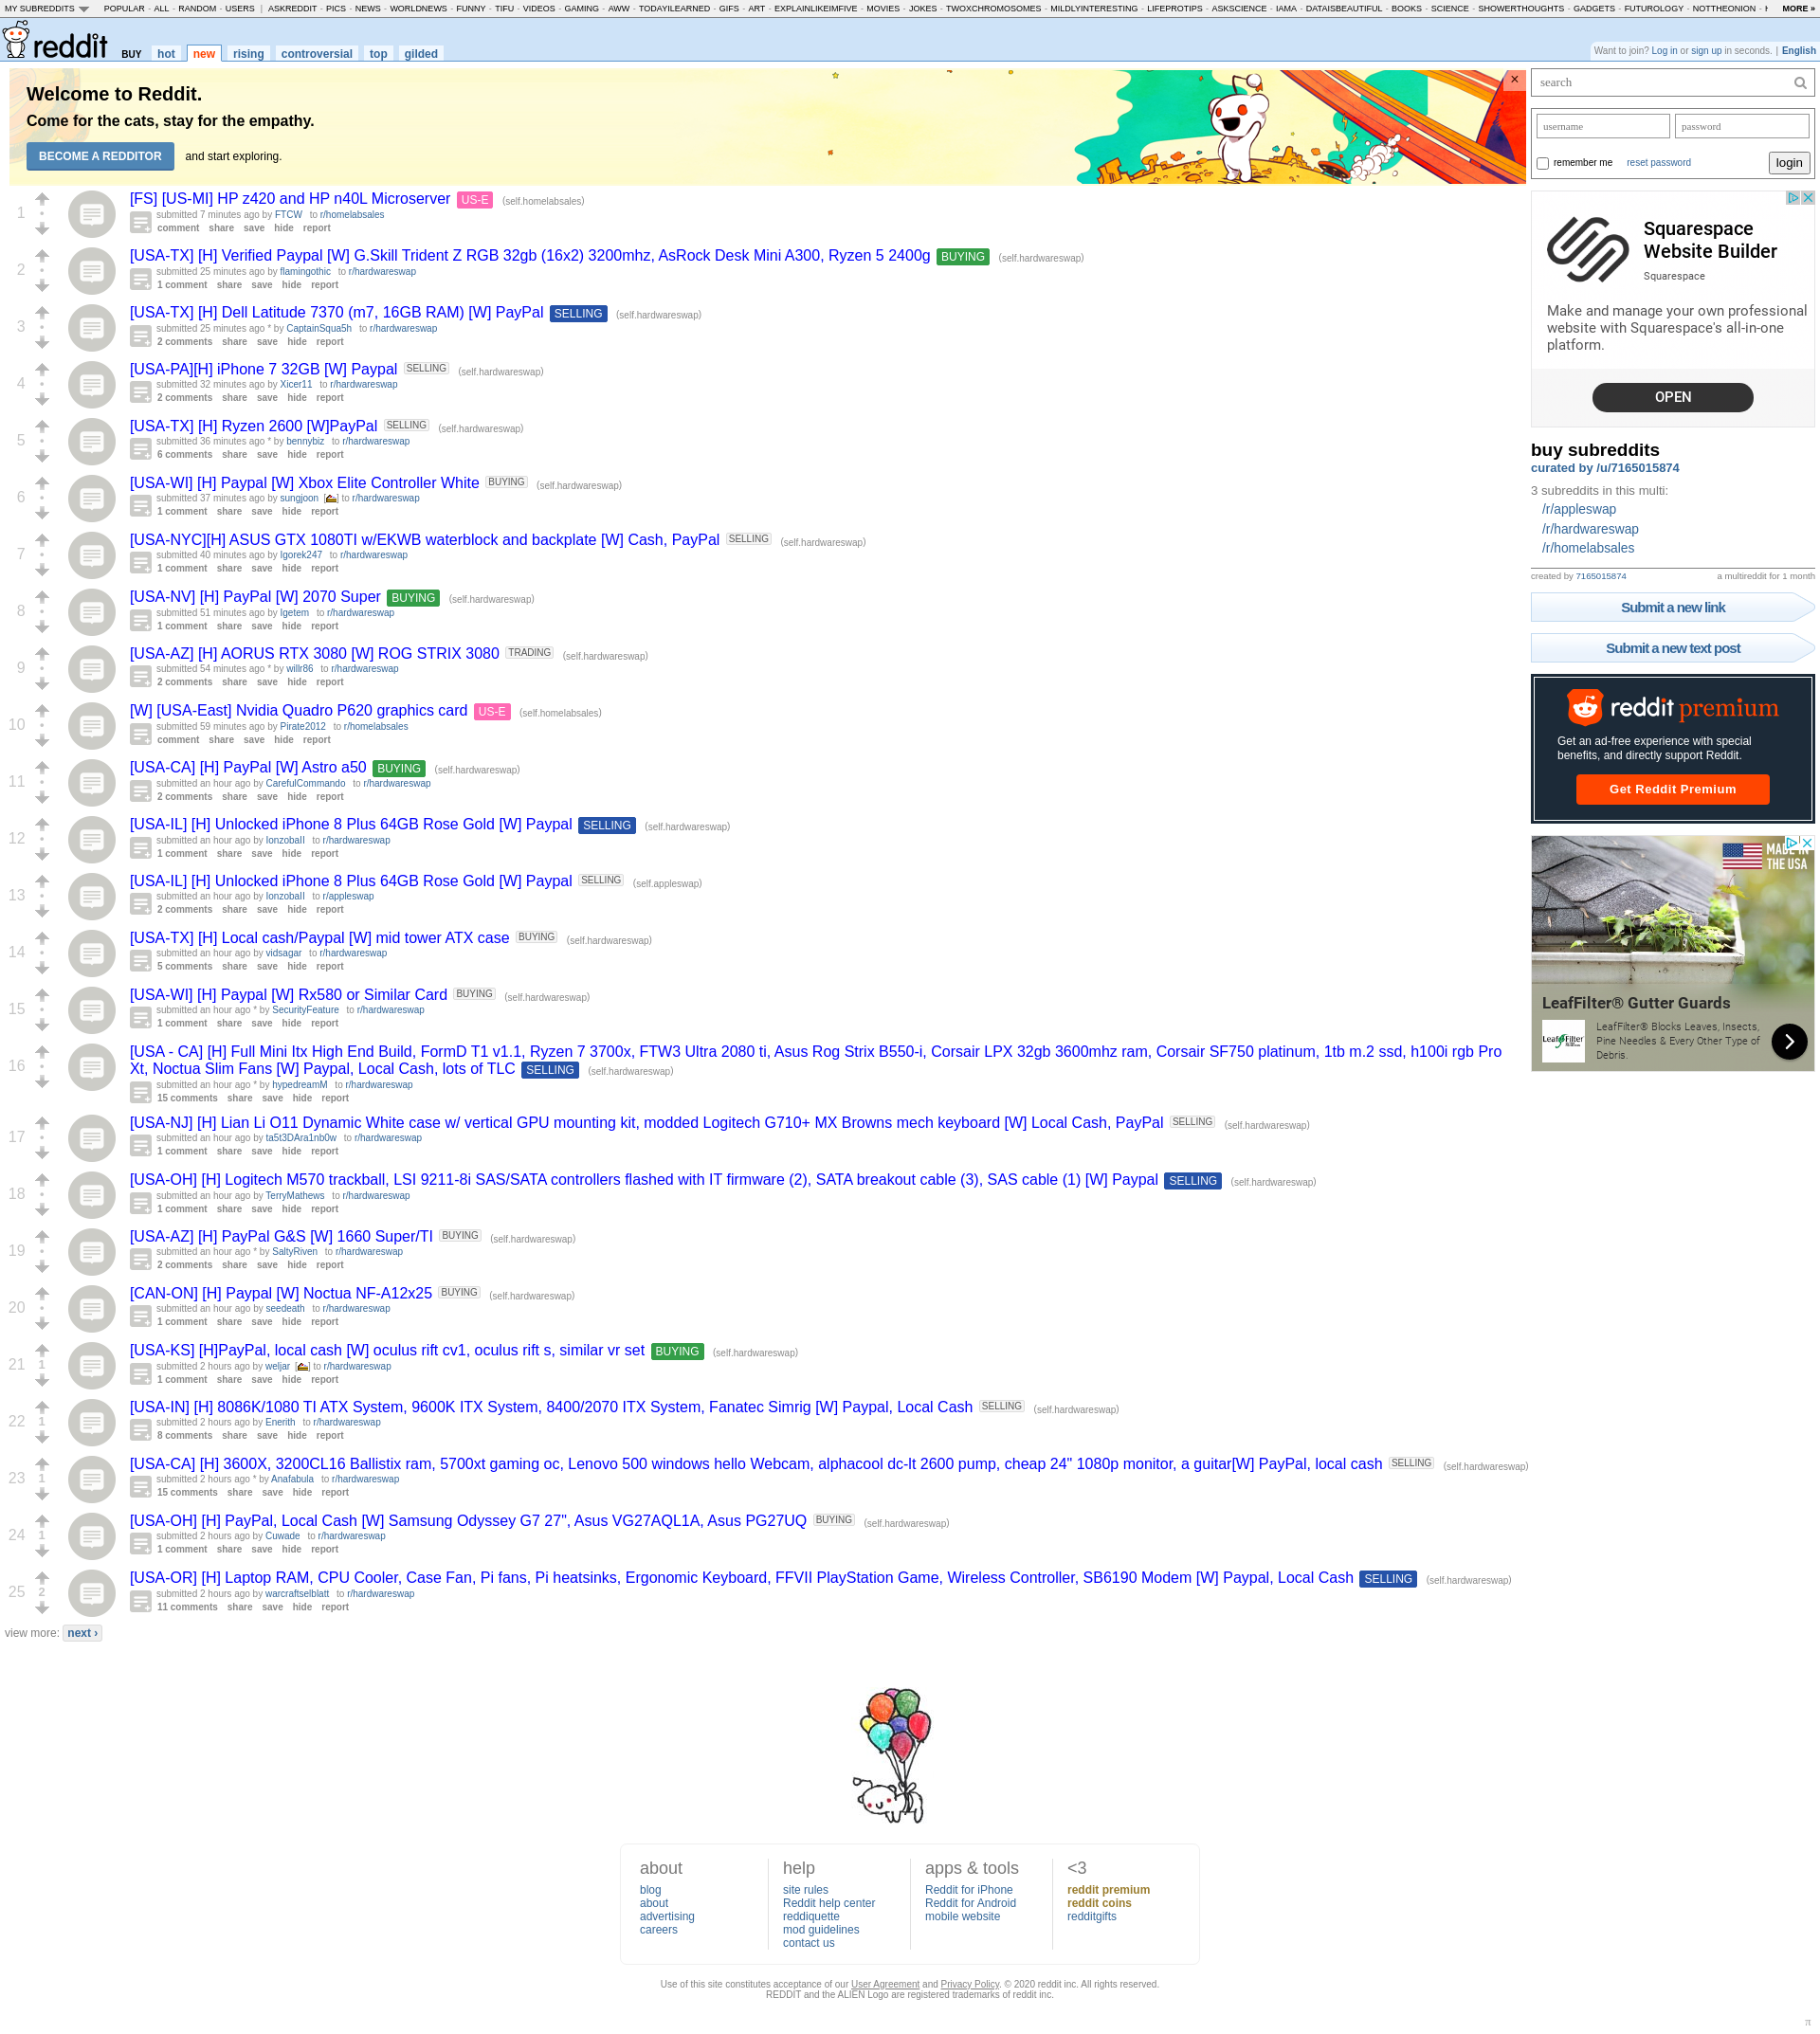 MY SUBREDDITS POPULAR - ALL - RANDOM - USERS | ASKREDDIT - PICS - NEWS - WORLDNEWS - FUNNY - TIFU - VIDEOS - GAMING - AWW - TODAYILEARNED - GIFS - ART - EXPLAINLIKEIMFIVE - MOVIES - JOKES - TWOXCHROMOSOMES - MILDLYINTERESTING - LIFEPROTIPS - ASKSCIENCE - IAMA - DATAISBEAUTIFUL - BOOKS - SCIENCE - SHOWERTHOUGHTS - GADGETS - FUTUROLOGY - NOTTHEONION - MORE »
reddit BUY hot new rising controversial top gilded
Want to join? Log in or sign up in seconds. | English
Welcome to Reddit.
Come for the cats, stay for the empathy.
BECOME A REDDITOR and start exploring.
×
1
[FS] [US-MI] HP z420 and HP n40L Microserver US-E (self.homelabsales)
submitted 7 minutes ago by FTCW to r/homelabsales
comment share save hide report
2
[USA-TX] [H] Verified Paypal [W] G.Skill Trident Z RGB 32gb (16x2) 3200mhz, AsRock Desk Mini A300, Ryzen 5 2400g BUYING (self.hardwareswap)
submitted 25 minutes ago by flamingothic to r/hardwareswap
1 comment share save hide report
3
[USA-TX] [H] Dell Latitude 7370 (m7, 16GB RAM) [W] PayPal SELLING (self.hardwareswap)
submitted 25 minutes ago * by CaptainSqua5h to r/hardwareswap
2 comments share save hide report
4
[USA-PA][H] iPhone 7 32GB [W] Paypal SELLING (self.hardwareswap)
submitted 32 minutes ago by Xicer11 to r/hardwareswap
2 comments share save hide report
5
[USA-TX] [H] Ryzen 2600 [W]PayPal SELLING (self.hardwareswap)
submitted 36 minutes ago * by bennybiz to r/hardwareswap
6 comments share save hide report
6
[USA-WI] [H] Paypal [W] Xbox Elite Controller White BUYING (self.hardwareswap)
submitted 37 minutes ago by sungjoon [] to r/hardwareswap
1 comment share save hide report
7
[USA-NYC][H] ASUS GTX 1080TI w/EKWB waterblock and backplate [W] Cash, PayPal SELLING (self.hardwareswap)
submitted 40 minutes ago by Igorek247 to r/hardwareswap
1 comment share save hide report
8
[USA-NV] [H] PayPal [W] 2070 Super BUYING (self.hardwareswap)
submitted 51 minutes ago by Igetem to r/hardwareswap
1 comment share save hide report
9
[USA-AZ] [H] AORUS RTX 3080 [W] ROG STRIX 3080 TRADING (self.hardwareswap)
submitted 54 minutes ago * by willr86 to r/hardwareswap
2 comments share save hide report
10
[W] [USA-East] Nvidia Quadro P620 graphics card US-E (self.homelabsales)
submitted 59 minutes ago by Pirate2012 to r/homelabsales
comment share save hide report
11
[USA-CA] [H] PayPal [W] Astro a50 BUYING (self.hardwareswap)
submitted an hour ago by CarefulCommando to r/hardwareswap
2 comments share save hide report
12
[USA-IL] [H] Unlocked iPhone 8 Plus 64GB Rose Gold [W] Paypal SELLING (self.hardwareswap)
submitted an hour ago by to r/hardwareswap
1 comment share save hide report
13
[USA-IL] [H] Unlocked iPhone 8 Plus 64GB Rose Gold [W] Paypal SELLING (self.appleswap)
submitted an hour ago by to r/appleswap
2 comments share save hide report
14
[USA-TX] [H] Local cash/Paypal [W] mid tower ATX case BUYING (self.hardwareswap)
submitted an hour ago by vidsagar to r/hardwareswap
5 comments share save hide report
15
[USA-WI] [H] Paypal [W] Rx580 or Similar Card BUYING (self.hardwareswap)
submitted an hour ago * by SecurityFeature to r/hardwareswap
1 comment share save hide report
16
[USA - CA] [H] Full Mini Itx High End Build, FormD T1 v1.1, Ryzen 7 3700x, FTW3 Ultra 2080 ti, Asus Rog Strix B550-i, Corsair LPX 32gb 3600mhz ram, Corsair SF750 platinum, 1tb m.2 ssd, h100i rgb Pro
Xt, Noctua Slim Fans [W] Paypal, Local Cash, lots of TLC SELLING (self.hardwareswap)
submitted an hour ago * by hypedreamM to r/hardwareswap
15 comments share save hide report
17
[USA-NJ] [H] Lian Li O11 Dynamic White case w/ vertical GPU mounting kit, modded Logitech G710+ MX Browns mech keyboard [W] Local Cash, PayPal SELLING (self.hardwareswap)
submitted an hour ago by ta5t3DAra1nb0w to r/hardwareswap
1 comment share save hide report
18
[USA-OH] [H] Logitech M570 trackball, LSI 9211-8i SAS/SATA controllers flashed with IT firmware (2), SATA breakout cable (3), SAS cable (1) [W] Paypal SELLING (self.hardwareswap)
submitted an hour ago by TerryMathews to r/hardwareswap
1 comment share save hide report
19
[USA-AZ] [H] PayPal G&S [W] 1660 Super/TI BUYING (self.hardwareswap)
submitted an hour ago * by SaltyRiven to r/hardwareswap
2 comments share save hide report
20
[CAN-ON] [H] Paypal [W] Noctua NF-A12x25 BUYING (self.hardwareswap)
submitted an hour ago by seedeath to r/hardwareswap
1 comment share save hide report
21 1
[USA-KS] [H]PayPal, local cash [W] oculus rift cv1, oculus rift s, similar vr set BUYING (self.hardwareswap)
submitted 2 hours ago by weljar [] to r/hardwareswap
1 comment share save hide report
22 1
[USA-IN] [H] 8086K/1080 TI ATX System, 9600K ITX System, 8400/2070 ITX System, Fanatec Simrig [W] Paypal, Local Cash SELLING (self.hardwareswap)
submitted 2 hours ago by Enerith to r/hardwareswap
8 comments share save hide report
23 1
[USA-CA] [H] 3600X, 3200CL16 Ballistix ram, 5700xt gaming oc, Lenovo 500 windows hello Webcam, alphacool dc-lt 2600 pump, cheap 24" 1080p monitor, a guitar[W] PayPal, local cash SELLING (self.hardwareswap)
submitted 2 hours ago * by Anafabula to r/hardwareswap
15 comments share save hide report
24 1
[USA-OH] [H] PayPal, Local Cash [W] Samsung Odyssey G7 27", Asus VG27AQL1A, Asus PG27UQ BUYING (self.hardwareswap)
submitted 2 hours ago by Cuwade to r/hardwareswap
1 comment share save hide report
25 2
[USA-OR] [H] Laptop RAM, CPU Cooler, Case Fan, Pi fans, Pi heatsinks, Ergonomic Keyboard, FFVII PlayStation Game, Wireless Controller, SB6190 Modem [W] Paypal, Local Cash SELLING (self.hardwareswap)
submitted 2 hours ago by warcraftselblatt to r/hardwareswap
11 comments share save hide report
view more: next ›
search
username password
remember me reset password login
Squarespace
Website Builder
Squarespace
Make and manage your own professional
website with Squarespace's all-in-one
platform.
OPEN
buy subreddits
curated by /u/7165015874
3 subreddits in this multi:
/r/appleswap
/r/hardwareswap
/r/homelabsales
created by 7165015874 a multireddit for 1 month
Submit a new link
Submit a new text post
reddit premium
Get an ad-free experience with special
benefits, and directly support Reddit.
Get Reddit Premium
MADE IN
THE USA
LeafFilter® Gutter Guards
LeafFilter
LeafFilter® Blocks Leaves, Insects,
Pine Needles & Every Other Type of
Debris.
about
blog
about
advertising
careers
help
site rules
Reddit help center
reddiquette
mod guidelines
contact us
apps & tools
Reddit for iPhone
Reddit for Android
mobile website
<3
reddit premium
reddit coins
redditgifts
Use of this site constitutes acceptance of our User Agreement and Privacy Policy. © 2020 reddit inc. All rights reserved.
REDDIT and the ALIEN Logo are registered trademarks of reddit inc.
π